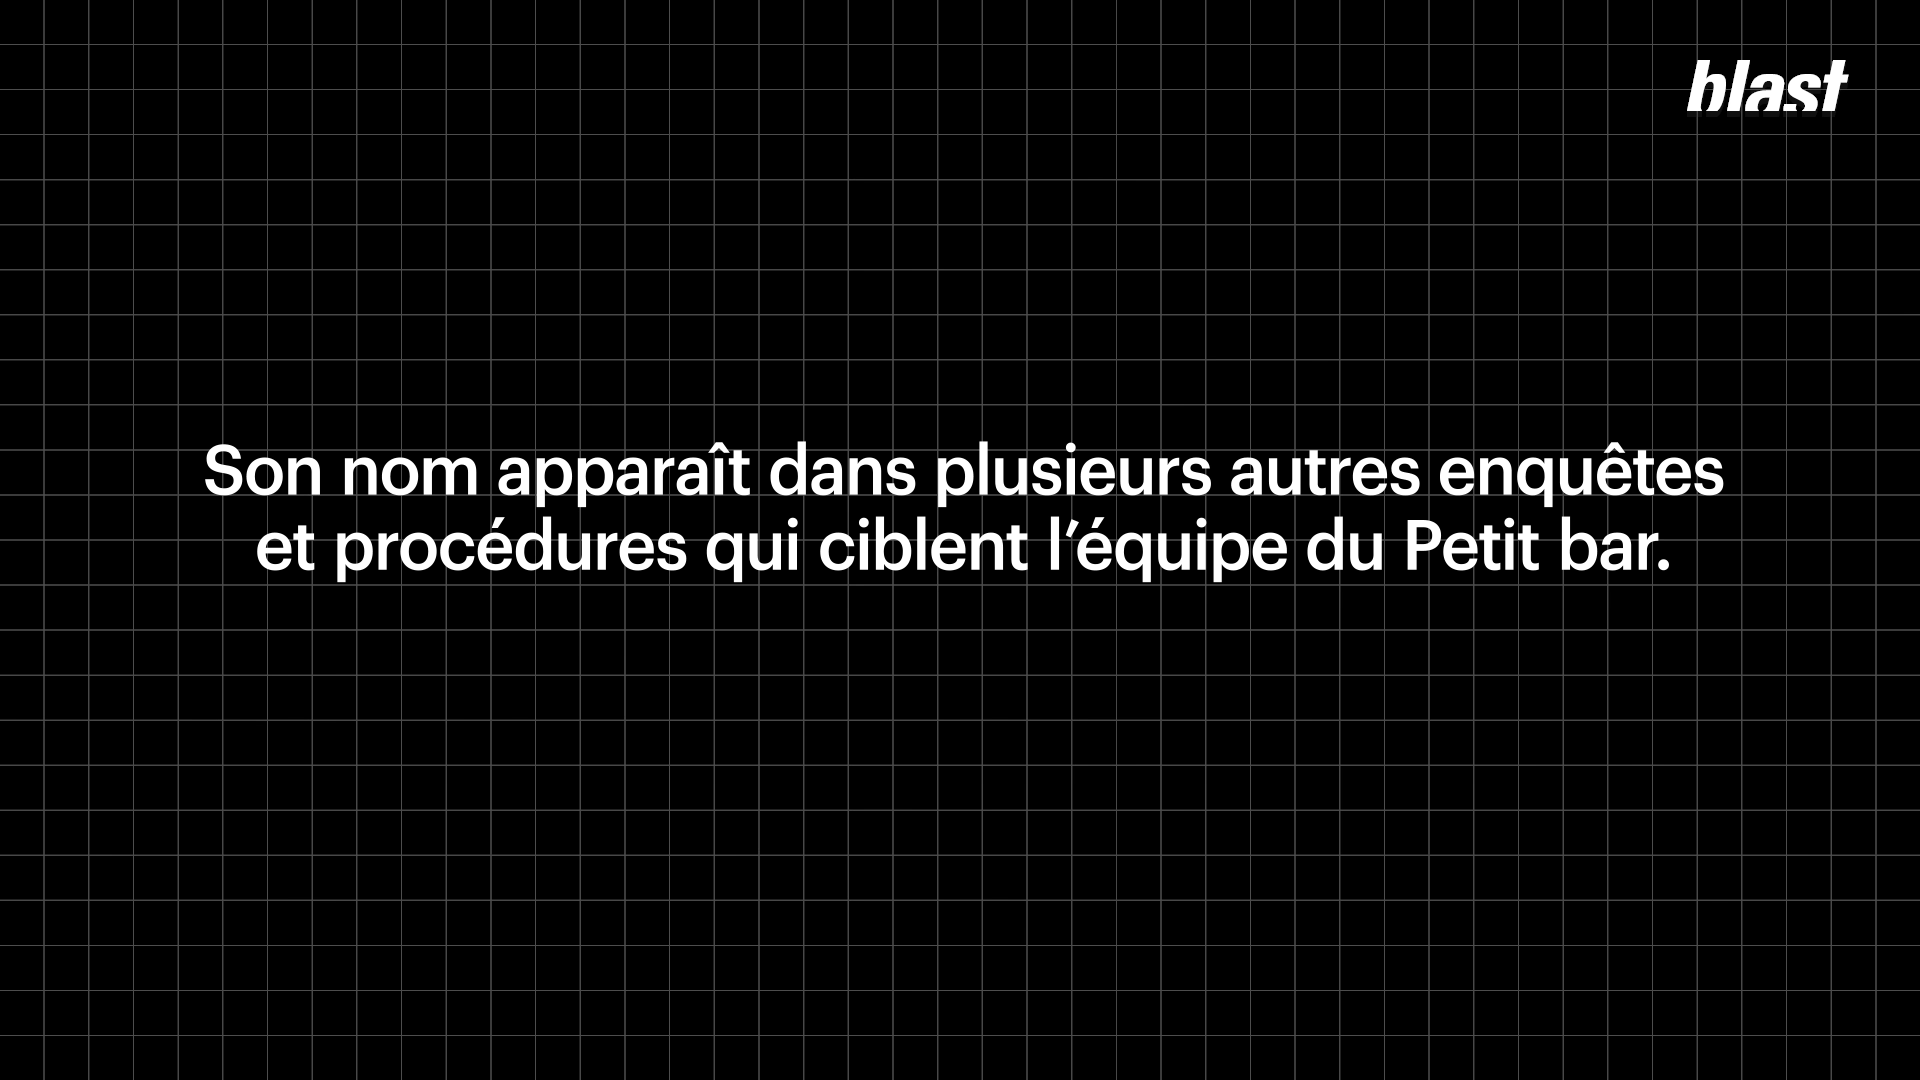 blast
Son nom apparaît dans plusieurs autres enquêtes
et procédures qui ciblent l’équipe du Petit bar.